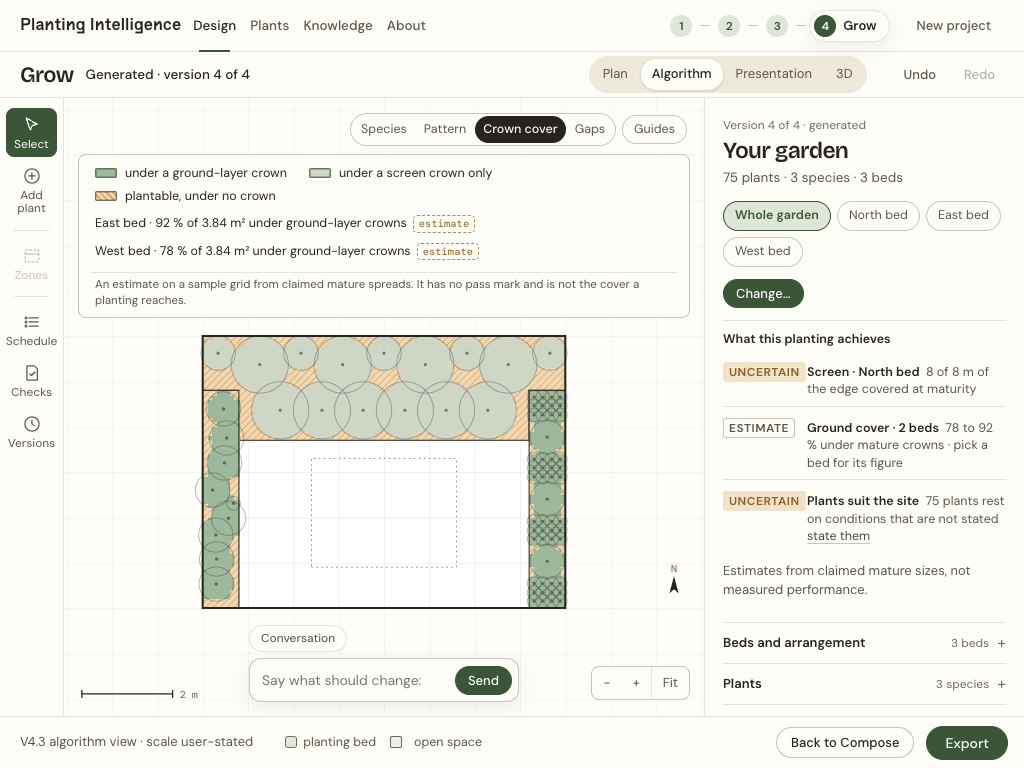 Planting Intelligence Design Plants Knowledge About 1 2 3 4 Grow New project
Grow Generated · version 4 of 4 Plan Algorithm Presentation 3D Undo Redo
Select
Add
plant
Zones
Schedule
Checks
Versions
Species Pattern Crown cover Gaps Guides
under a ground-layer crown under a screen crown only
plantable, under no crown
East bed · 92 % of 3.84 m² under ground-layer crowns estimate
West bed · 78 % of 3.84 m² under ground-layer crowns estimate
An estimate on a sample grid from claimed mature spreads. It has no pass mark and is not the cover a
planting reaches.
N
2 m
Conversation
Say what should change: Send
− + Fit
Version 4 of 4 · generated
Your garden
75 plants · 3 species · 3 beds
Whole garden North bed East bed
West bed
Change…
What this planting achieves
UNCERTAIN Screen · North bed 8 of 8 m of
the edge covered at maturity
ESTIMATE Ground cover · 2 beds 78 to 92
% under mature crowns · pick a
bed for its figure
UNCERTAIN Plants suit the site 75 plants rest
on conditions that are not stated
state them
Estimates from claimed mature sizes, not
measured performance.
Beds and arrangement 3 beds +
Plants 3 species +
V4.3 algorithm view · scale user-stated planting bed open space Back to Compose Export